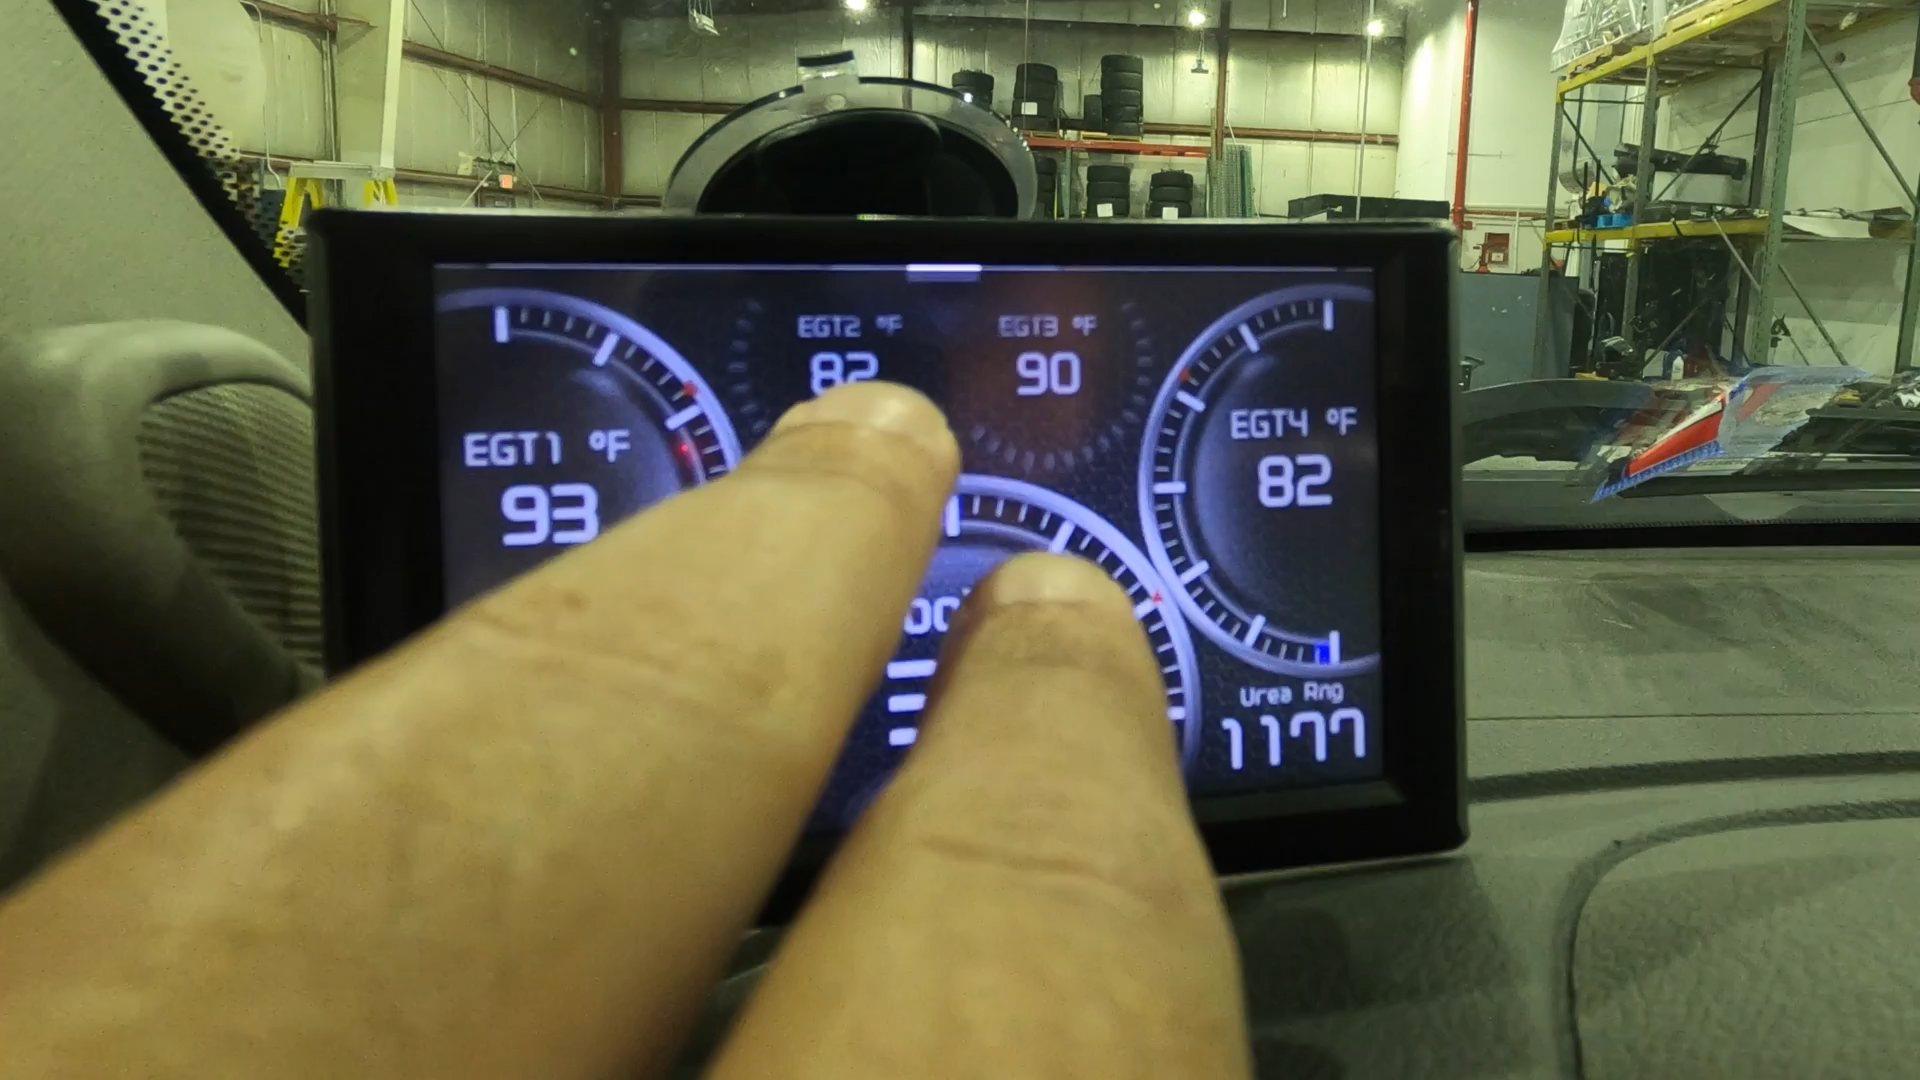 EGT2 °F
82
EGT3 °F
90
EGT1 °F
93
EGT4 °F
82
Urea Rng
1177